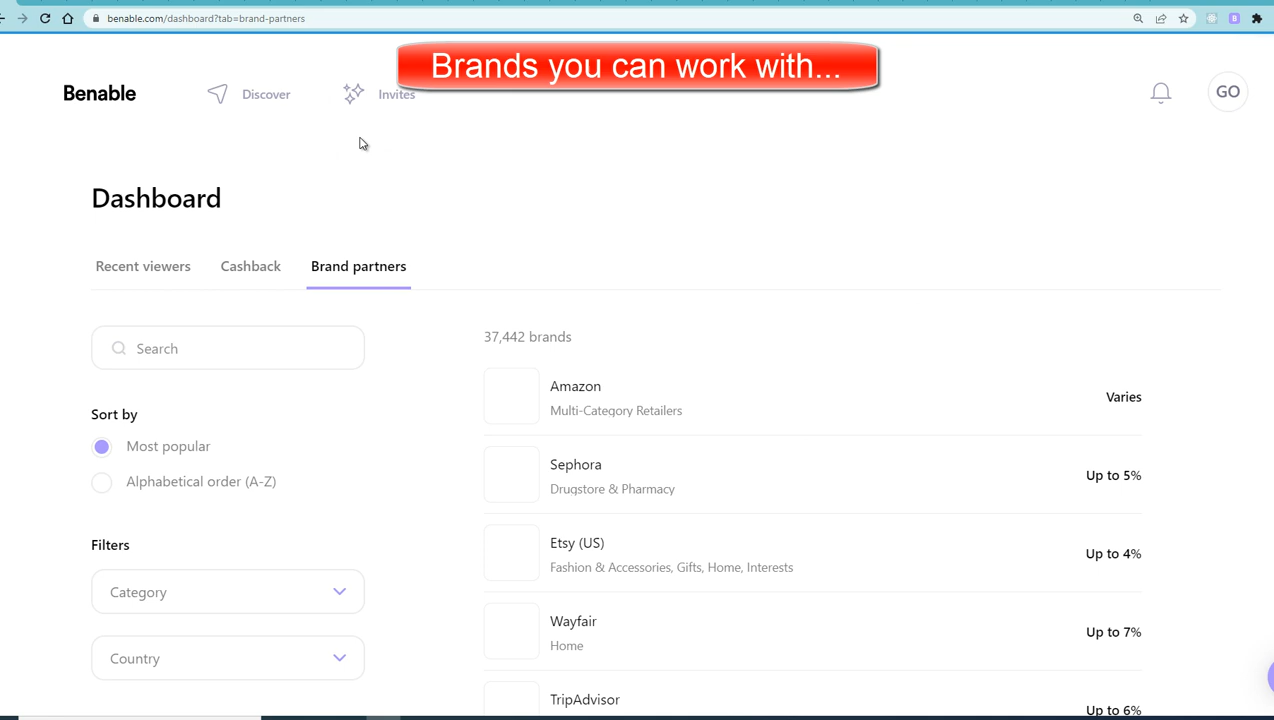 benable.com/dashboard?tab=brand-partners
Brands you can work with...
Benable
Discover
Invites
GO
Dashboard
Recent viewers
Cashback
Brand partners
Search
37,442 brands
Amazon
Multi-Category Retailers
Varies
Sort by
Most popular
Alphabetical order (A-Z)
Sephora
Drugstore & Pharmacy
Up to 5%
Filters
Category
Country
Etsy (US)
Fashion & Accessories, Gifts, Home, Interests
Up to 4%
Wayfair
Home
Up to 7%
TripAdvisor
Up to 6%